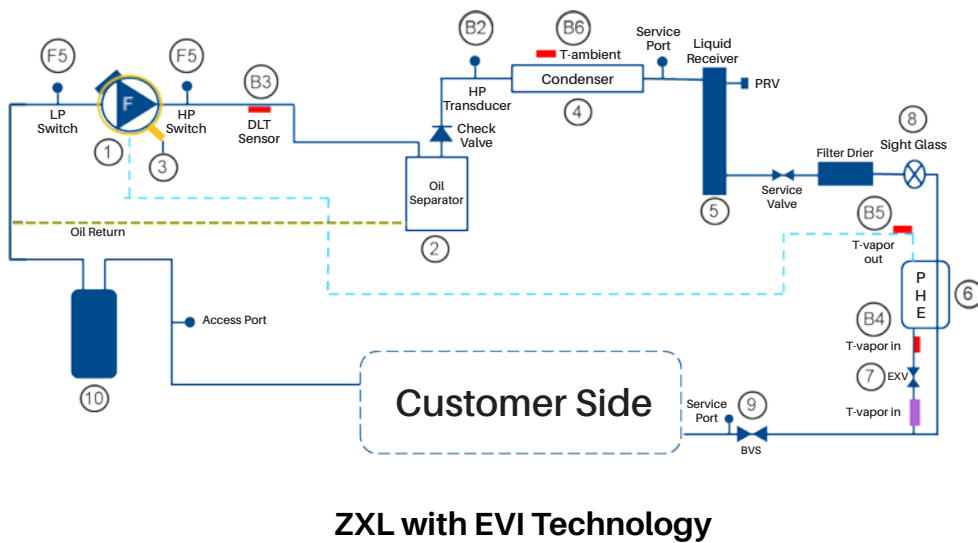 F5
F5
B3
B2
B6
T-ambient
Service
Port
Liquid
Receiver
LP
Switch
F
HP
Switch
DLT
Sensor
HP
Transducer
Condenser
PRV
1
3
Check
Valve
4
8
Sight Glass
Filter Drier
Oil
Separator
Service
Valve
5
Oil Return
2
B5
T-vapor
out
P
H
E
6
Access Port
B4
T-vapor in
7
EXV
10
Customer Side
Service
Port
9
T-vapor in
BVS
ZXL with EVI Technology